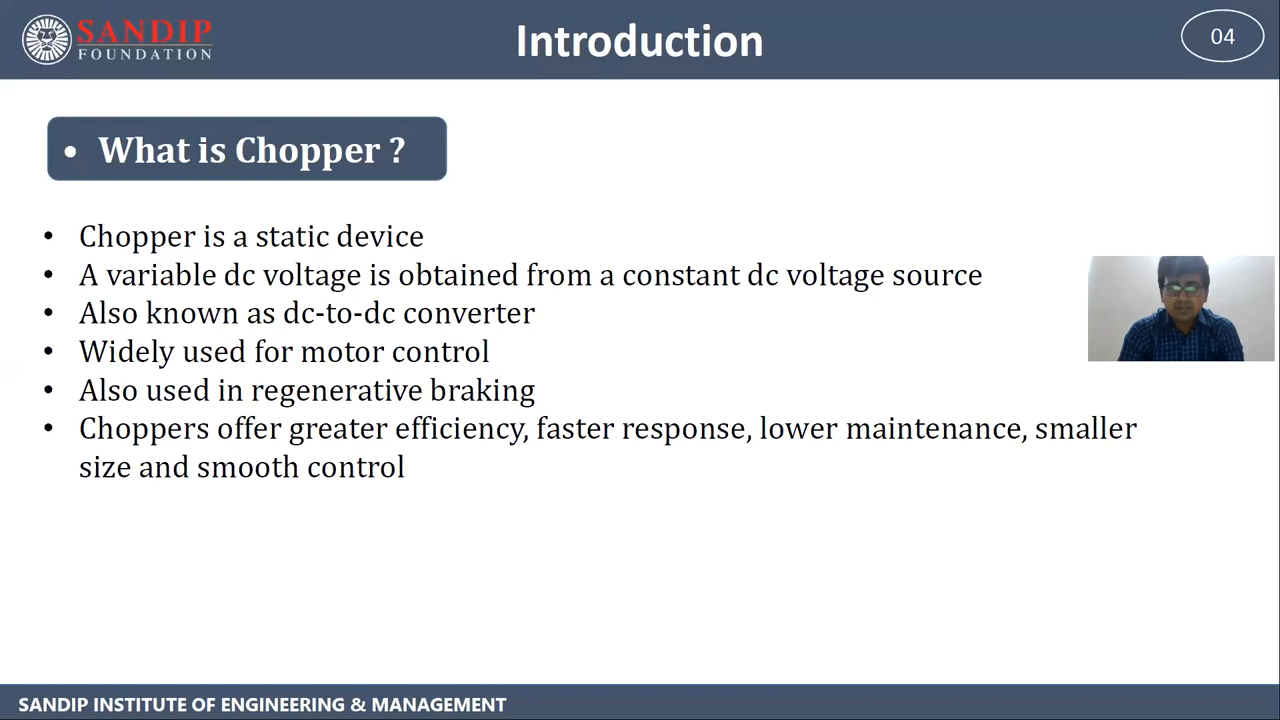 SANDIP
FOUNDATION
Introduction
04
• What is Chopper ?
• Chopper is a static device
• A variable dc voltage is obtained from a constant dc voltage source
• Also known as dc-to-dc converter
• Widely used for motor control
• Also used in regenerative braking
• Choppers offer greater efficiency, faster response, lower maintenance, smaller
size and smooth control
SANDIP INSTITUTE OF ENGINEERING & MANAGEMENT